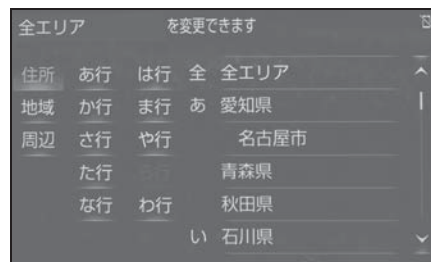 全エリア を変更できます
住所 あ行 は行 全 全エリア
地域 か行 ま行 あ 愛知県
周辺 さ行 や行 名古屋市
た行 ら行 青森県
な行 わ行 秋田県
い 石川県